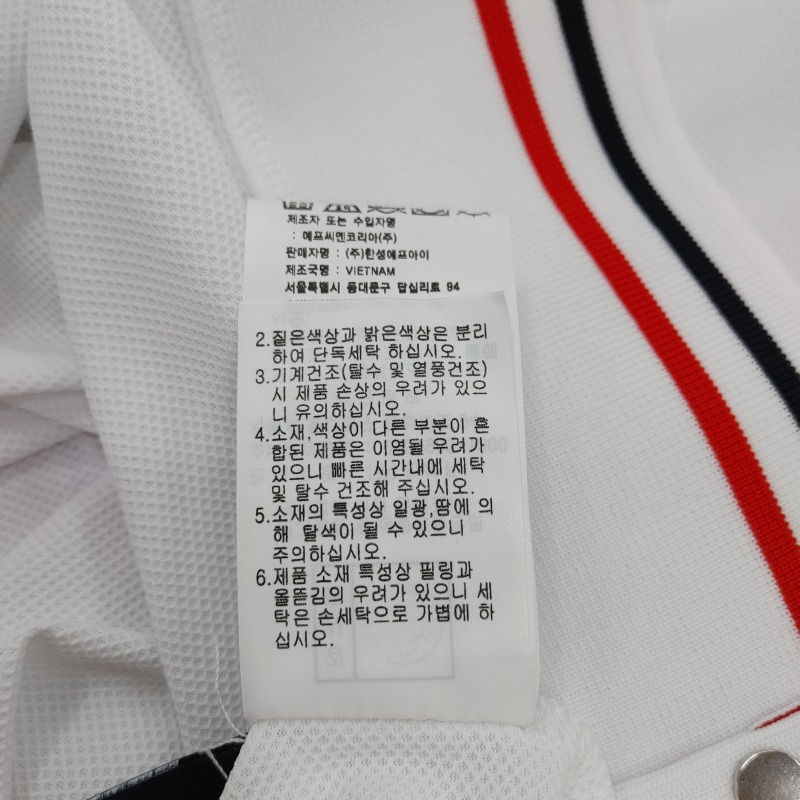 제조자 또는 수입자명
: 에프씨엔코리아(주)
판매자명 : (주)한성에프아이
제조국명 : VIETNAM
서울특별시 동대문구 답십리로 94
2.짙은색상과 밝은색상은 분리
하여 단독세탁 하십시오.
3.기계건조(탈수 및 열풍건조)
시 제품 손상의 우려가 있으
니 유의하십시오.
4.소재,색상이 다른 부분이 혼
합된 제품은 이염될 우려가
있으니 빠른 시간내에 세탁
및 탈수 건조해 주십시오.
5.소재의 특성상 일광,땀에 의
해 탈색이 될 수 있으니
주의하십시오.
6.제품 소재 특성상 필링과
올뜯김의 우려가 있으니 세
탁은 손세탁으로 가볍에 하
십시오.